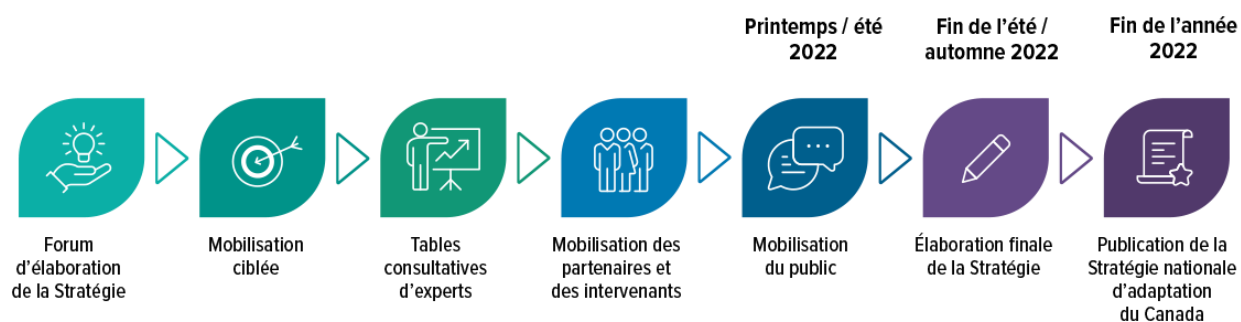 Printemps / été
2022
Fin de l’été /
automne 2022
Fin de l’année
2022
Forum
d’élaboration
de la Stratégie
Mobilisation
ciblée
Tables
consultatives
d’experts
Mobilisation des
partenaires et
des intervenants
Mobilisation
du public
Élaboration finale
de la Stratégie
Publication de la
Stratégie nationale
d’adaptation
du Canada